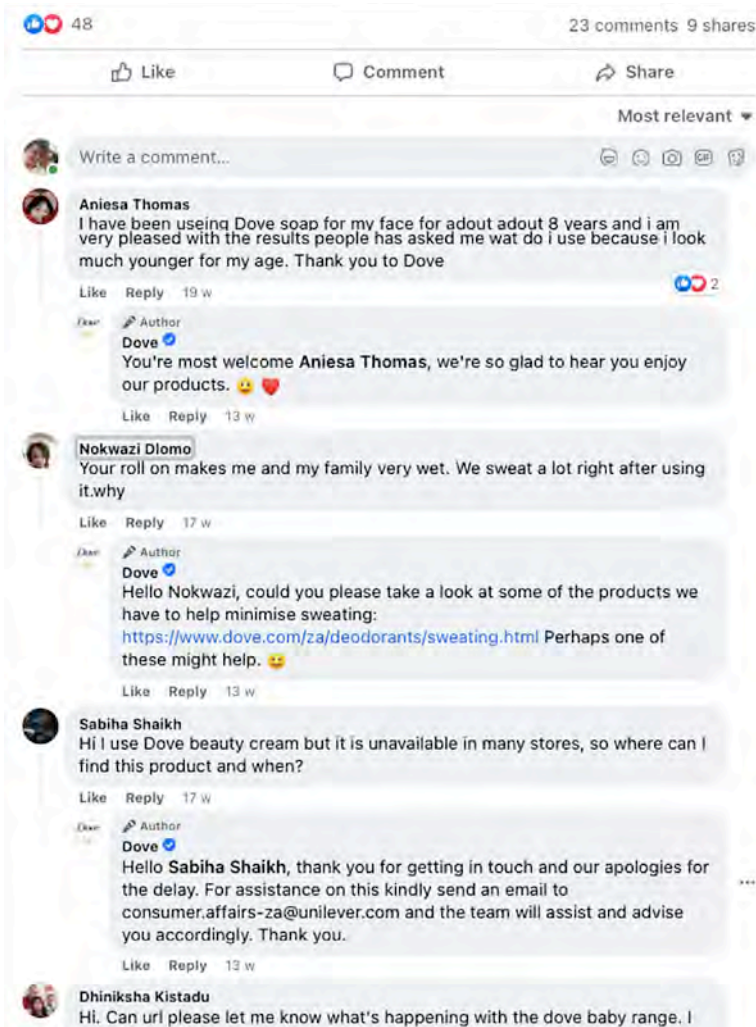 48
23 comments 9 shares
Like
Comment
Share
Most relevant
Write a comment...
GIF
Aniesa Thomas
I have been useing Dove soap for my face for adout adout 8 years and i am
very pleased with the results people has asked me wat do i use because i look
much younger for my age. Thank you to Dove
2
Like Reply 19 w
Dove
Author
Dove
You're most welcome Aniesa Thomas, we're so glad to hear you enjoy
our products. 😃 ❤️
Like Reply 13 w
Nokwazi Dlomo
Your roll on makes me and my family very wet. We sweat a lot right after using
it.why
Like Reply 17 w
Dove
Author
Dove
Hello Nokwazi, could you please take a look at some of the products we
have to help minimise sweating:
https://www.dove.com/za/deodorants/sweating.html Perhaps one of
these might help. 😄
Like Reply 13 w
Sabiha Shaikh
Hi I use Dove beauty cream but it is unavailable in many stores, so where can I
find this product and when?
Like Reply 17 w
Dove
Author
Dove
Hello Sabiha Shaikh, thank you for getting in touch and our apologies for
the delay. For assistance on this kindly send an email to
consumer.affairs-za@unilever.com and the team will assist and advise
you accordingly. Thank you.
Like Reply 13 w
Dhiniksha Kistadu
Hi. Can url please let me know what's happening with the dove baby range. I